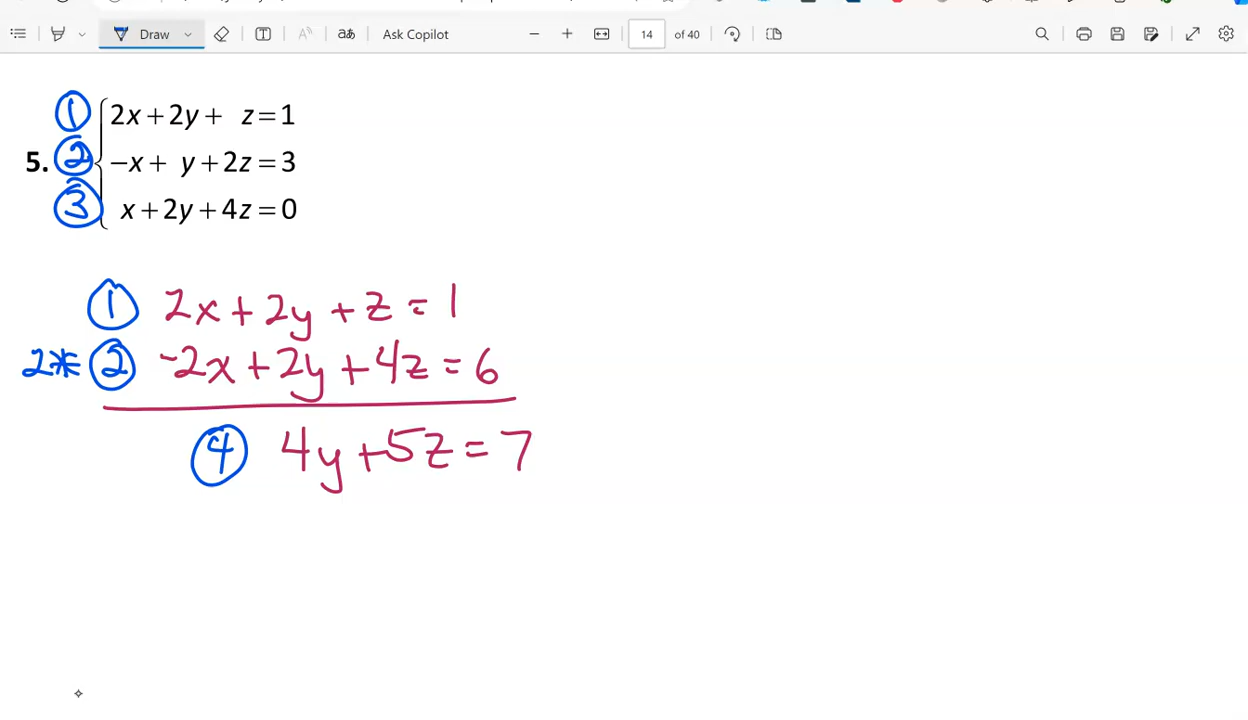 Draw
Ask Copilot
14 of 40
① 2x + 2y + z = 1
5. ② −x + y + 2z = 3
③ x + 2y + 4z = 0
① 2x + 2y + z = 1
2* ② -2x + 2y + 4z = 6
④ 4y + 5z = 7